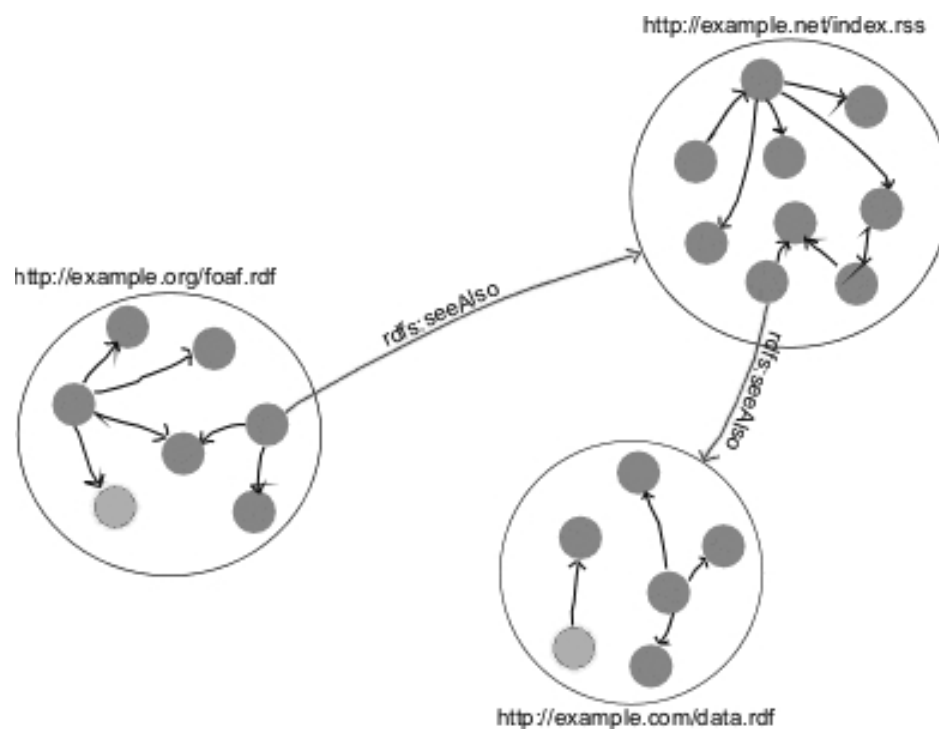 http://example.net/index.rss
http://example.org/foaf.rdf
rdfs:seeAlso
rdfs:seeAlso
http://example.com/data.rdf